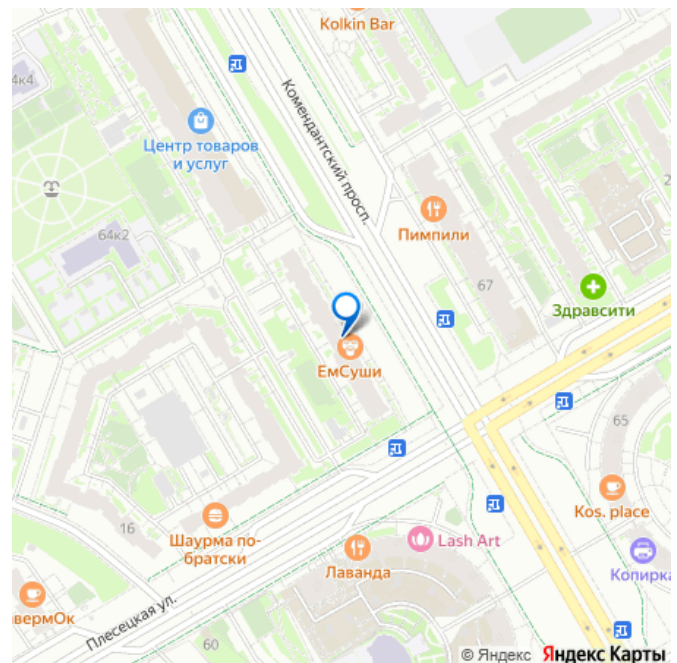 Kolkin Bar
4к4
Комендантский просп.
Центр товаров
и услуг
Пимпили
64к2
67
Здравсити
ЕмСуши
65
16
Шаурма по-
братски
Lash Art
Kos. place
Лаванда
Копирка
вермОк
Плесецкая ул.
60
© Яндекс Яндекс Карты